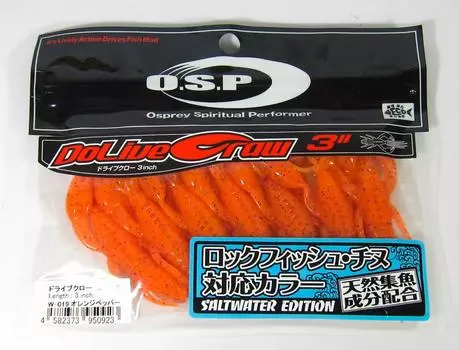 It's Lively Action Drives Fish Mad
O.S.P
Osprey Spiritual Performer
DoLiveCraw 3"
ドライブクロー 3inch
ロックフィッシュ・チヌ
対応カラー
SALTWATER EDITION
天然集魚
成分配合
ドライブクロー
Length : 3 inch
W-019 オレンジペッパー
4 582373 950923